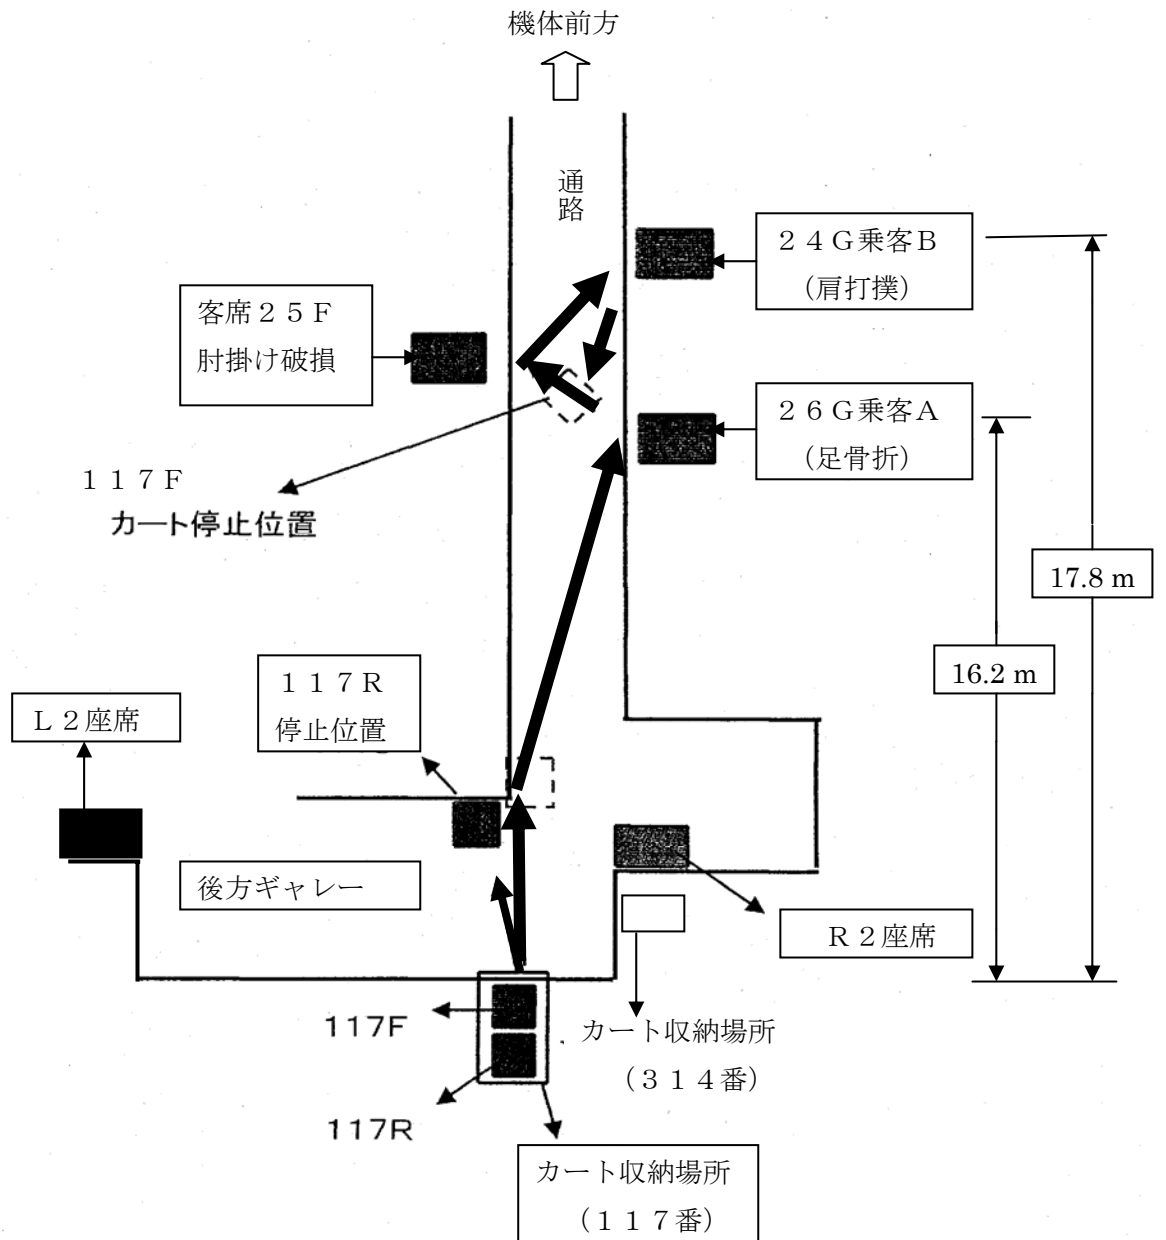 機体前方
通路
２４Ｇ乗客Ｂ
（肩打撲）
客席２５Ｆ
肘掛け破損
２６Ｇ乗客Ａ
（足骨折）
１１７Ｆ
カート停止位置
17.8 m
16.2 m
１１７Ｒ
停止位置
Ｌ２座席
後方ギャレー
Ｒ２座席
117F
カート収納場所
（３１４番）
117R
カート収納場所
（１１７番）